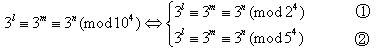 3^l ≡ 3^m ≡ 3^n (mod 10^4) ⇔ { 3^l ≡ 3^m ≡ 3^n (mod 2^4) ①
3^l ≡ 3^m ≡ 3^n (mod 5^4) ②